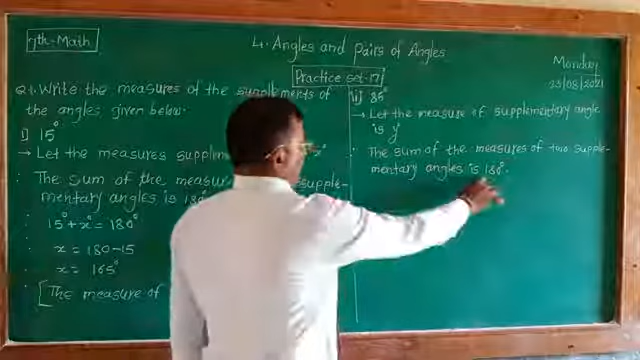 7th-Math
4. Angles and Pairs of Angles
Monday
23/08/2021
Practice set-17
Q.1. Write the measures of the supplements of
the angles given below.
i) 15°
→ Let the measures supplem
∴ The sum of the measur supple-
mentary angles is 180°
∴ 15° + x° = 180°
∴ x = 180-15
∴ x = 165°
∴ [The measure of
ii) 85°
→ Let the measure of supplementary angle
is y°
∴ The sum of the measures of two supple-
mentary angles is 180°.